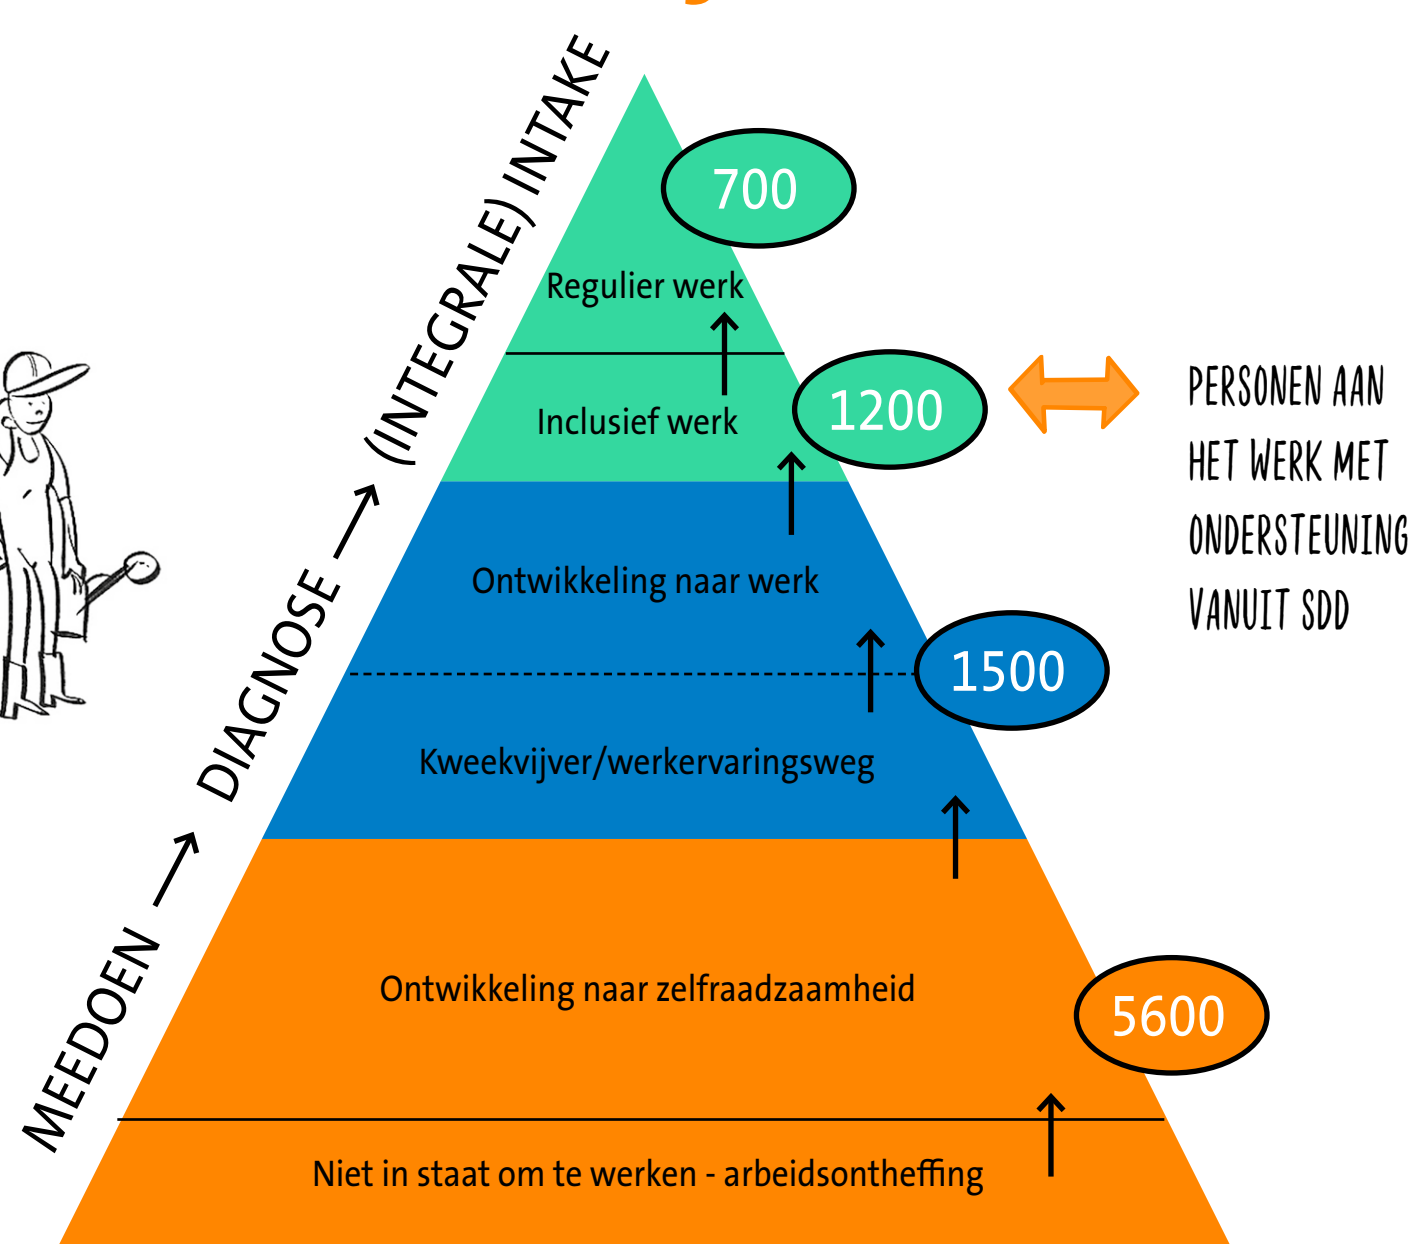 (INTEGRALE) INTAKE
DIAGNOSE
MEEDOEN
700
Regulier werk
1200
Inclusief werk
PERSONEN AAN
HET WERK MET
ONDERSTEUNING
VANUIT SDD
Ontwikkeling naar werk
1500
Kweekvijver/werkervaringsweg
Ontwikkeling naar zelfraadzaamheid
5600
Niet in staat om te werken - arbeidsontheffing